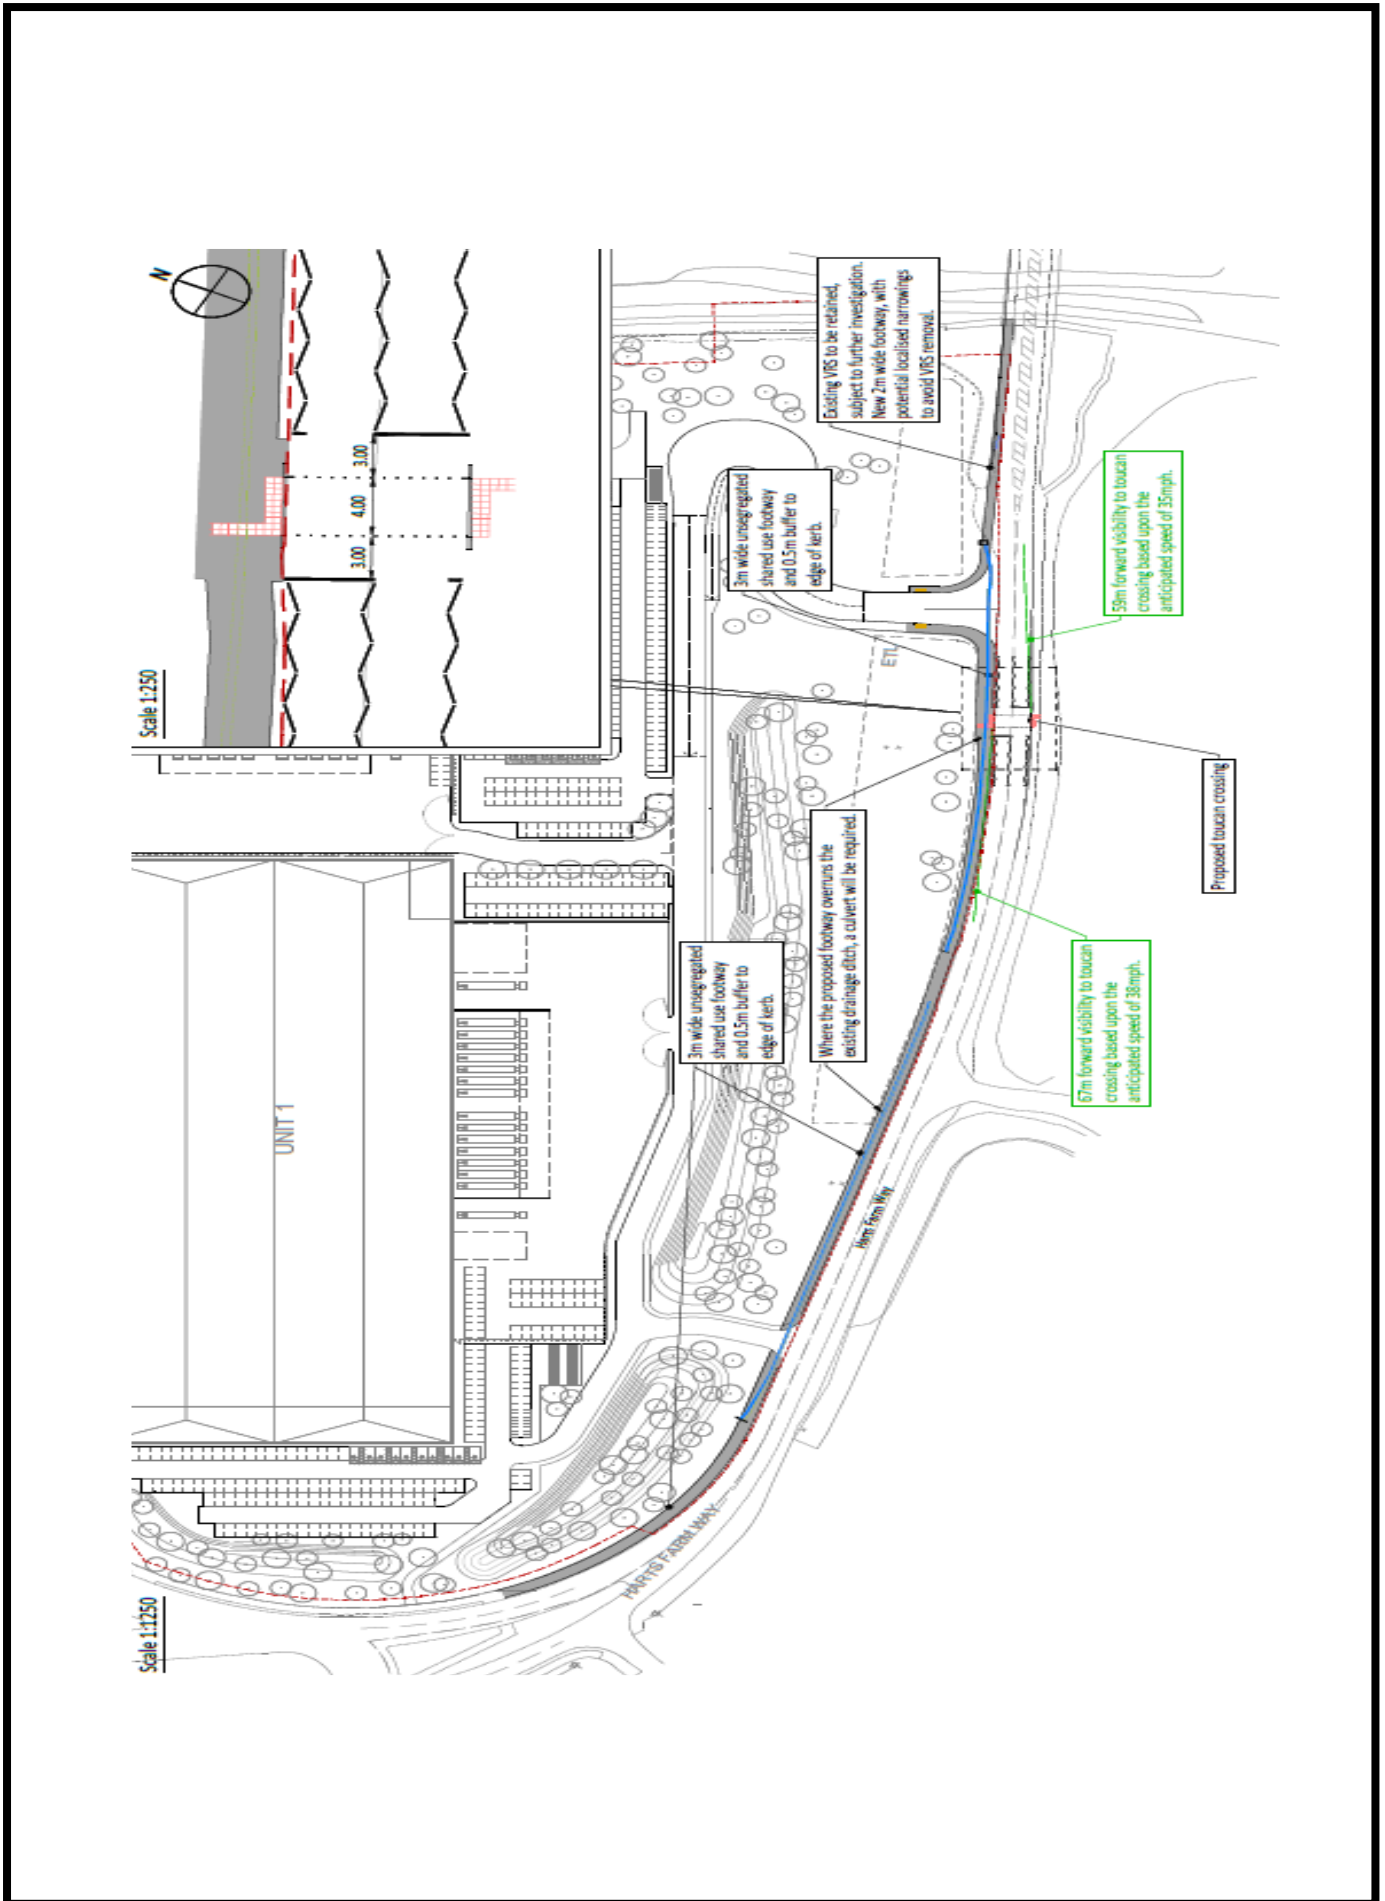 Scale 1:1250
Scale 1:250
N
3.00
4.00
3.00
UNIT 1
Existing VRS to be retained,
subject to further investigation.
New 2m wide footway, with
potential localised narrowings
to avoid VRS removal.
3m wide unsegregated
shared use footway
and 0.5m buffer to
edge of kerb.
3m wide unsegregated
shared use footway
and 0.5m buffer to
edge of kerb.
Where the proposed footway overruns the
existing drainage ditch, a culvert will be required.
ETL
HARTS FARM WAY
Harts Farm Way
67m forward visibility to toucan
crossing based upon the
anticipated speed of 38mph.
59m forward visibility to toucan
crossing based upon the
anticipated speed of 35mph.
Proposed toucan crossing